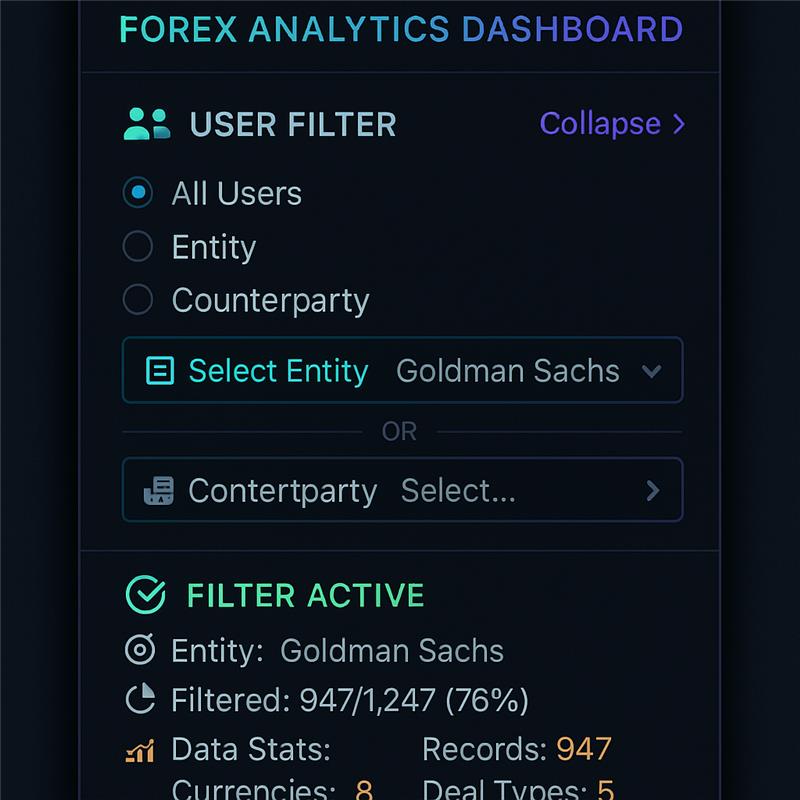 FOREX ANALYTICS DASHBOARD
USER FILTER Collapse >
All Users
Entity
Counterparty
Select Entity Goldman Sachs
OR
Contertparty Select...
FILTER ACTIVE
Entity: Goldman Sachs
Filtered: 947/1,247 (76%)
Data Stats: Records: 947
Currencies: 8 Deal Types: 5